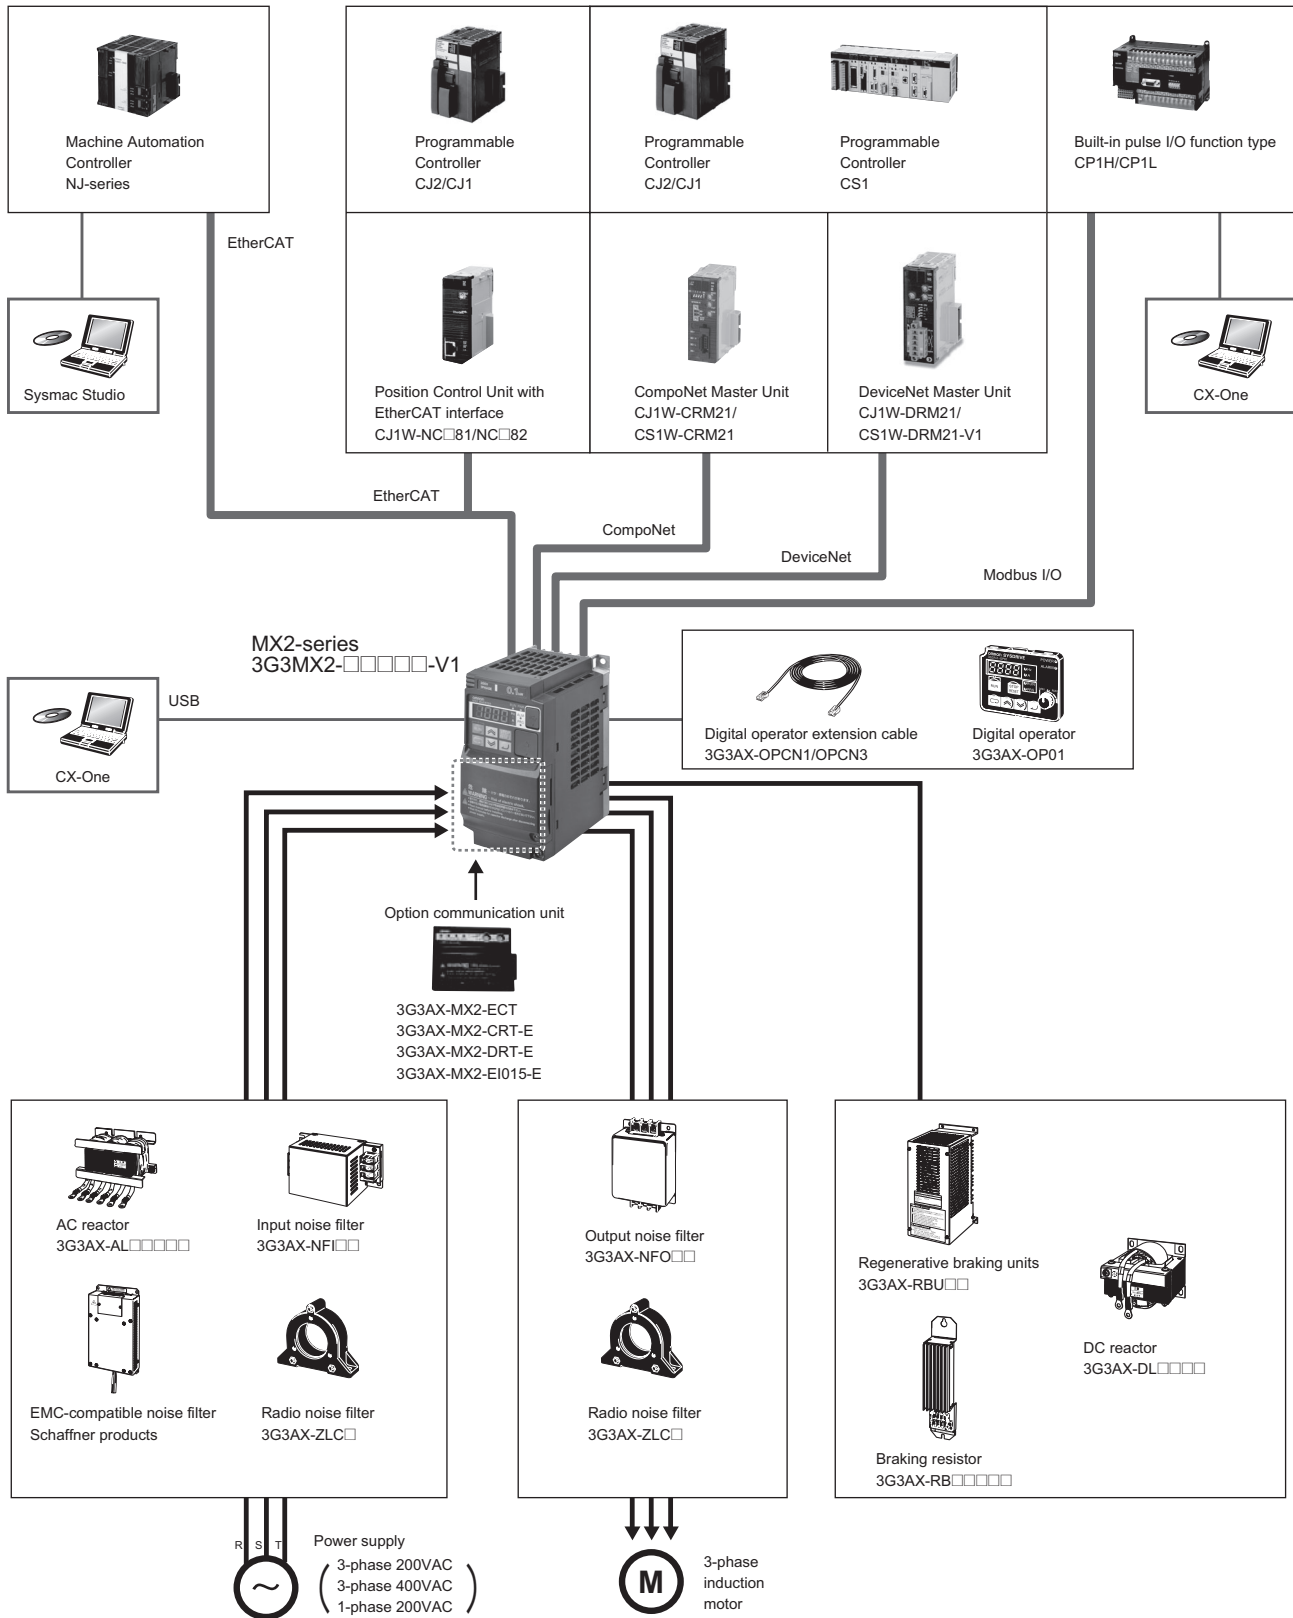 Machine Automation
Controller
NJ-series
Programmable
Controller
CJ2/CJ1
Programmable
Controller
CJ2/CJ1
Programmable
Controller
CS1
Built-in pulse I/O function type
CP1H/CP1L
EtherCAT
Sysmac Studio
Position Control Unit with
EtherCAT interface
CJ1W-NC□81/NC□82
CompoNet Master Unit
CJ1W-CRM21/
CS1W-CRM21
DeviceNet Master Unit
CJ1W-DRM21/
CS1W-DRM21-V1
CX-One
EtherCAT
CompoNet
DeviceNet
Modbus I/O
MX2-series
3G3MX2-□□□□□-V1
USB
CX-One
0.1
Digital operator extension cable
3G3AX-OPCN1/OPCN3
Digital operator
3G3AX-OP01
Option communication unit
3G3AX-MX2-ECT
3G3AX-MX2-CRT-E
3G3AX-MX2-DRT-E
3G3AX-MX2-EI015-E
AC reactor
3G3AX-AL□□□□□
Input noise filter
3G3AX-NFI□□
EMC-compatible noise filter
Schaffner products
Radio noise filter
3G3AX-ZLC□
Output noise filter
3G3AX-NFO□□
Radio noise filter
3G3AX-ZLC□
Regenerative braking units
3G3AX-RBU□□
DC reactor
3G3AX-DL□□□□
Braking resistor
3G3AX-RB□□□□□
R S T
Power supply
3-phase 200VAC
3-phase 400VAC
1-phase 200VAC
M
3-phase
induction
motor